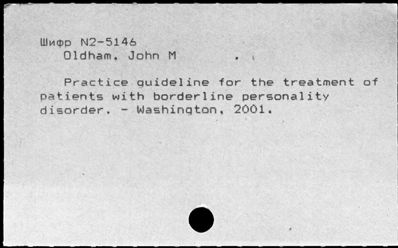 Шифр N2-5146
Oldham, John M
Practice guideline for the treatment of
patients with borderline personality
disorder. - Washington, 2001.